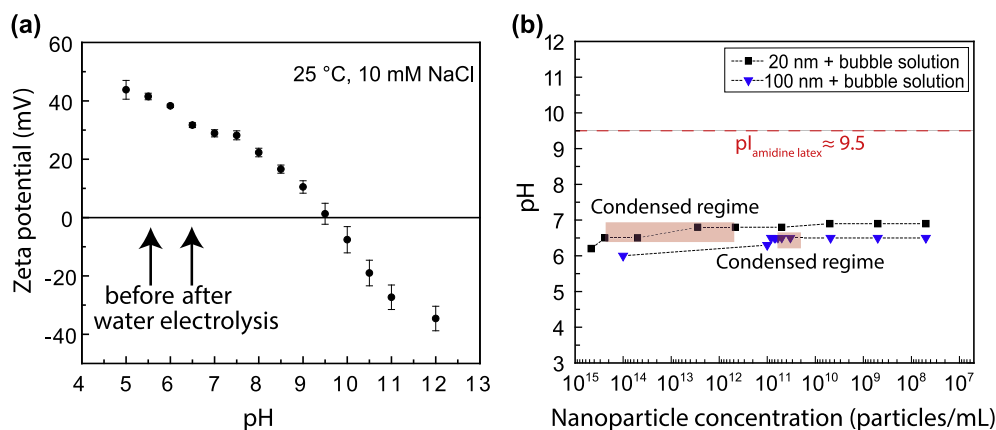 (a)
60
40
20
0
-20
-40
Zeta potential (mV)
25 °C, 10 mM NaCl
before after
water electrolysis
4 5 6 7 8 9 10 11 12 13
pH
(b)
12
11
10
9
8
7
6
5
4
3
pH
20 nm + bubble solution
100 nm + bubble solution
pI amidine latex ≈ 9.5
Condensed regime
Condensed regime
10^15 10^14 10^13 10^12 10^11 10^10 10^9 10^8 10^7
Nanoparticle concentration (particles/mL)